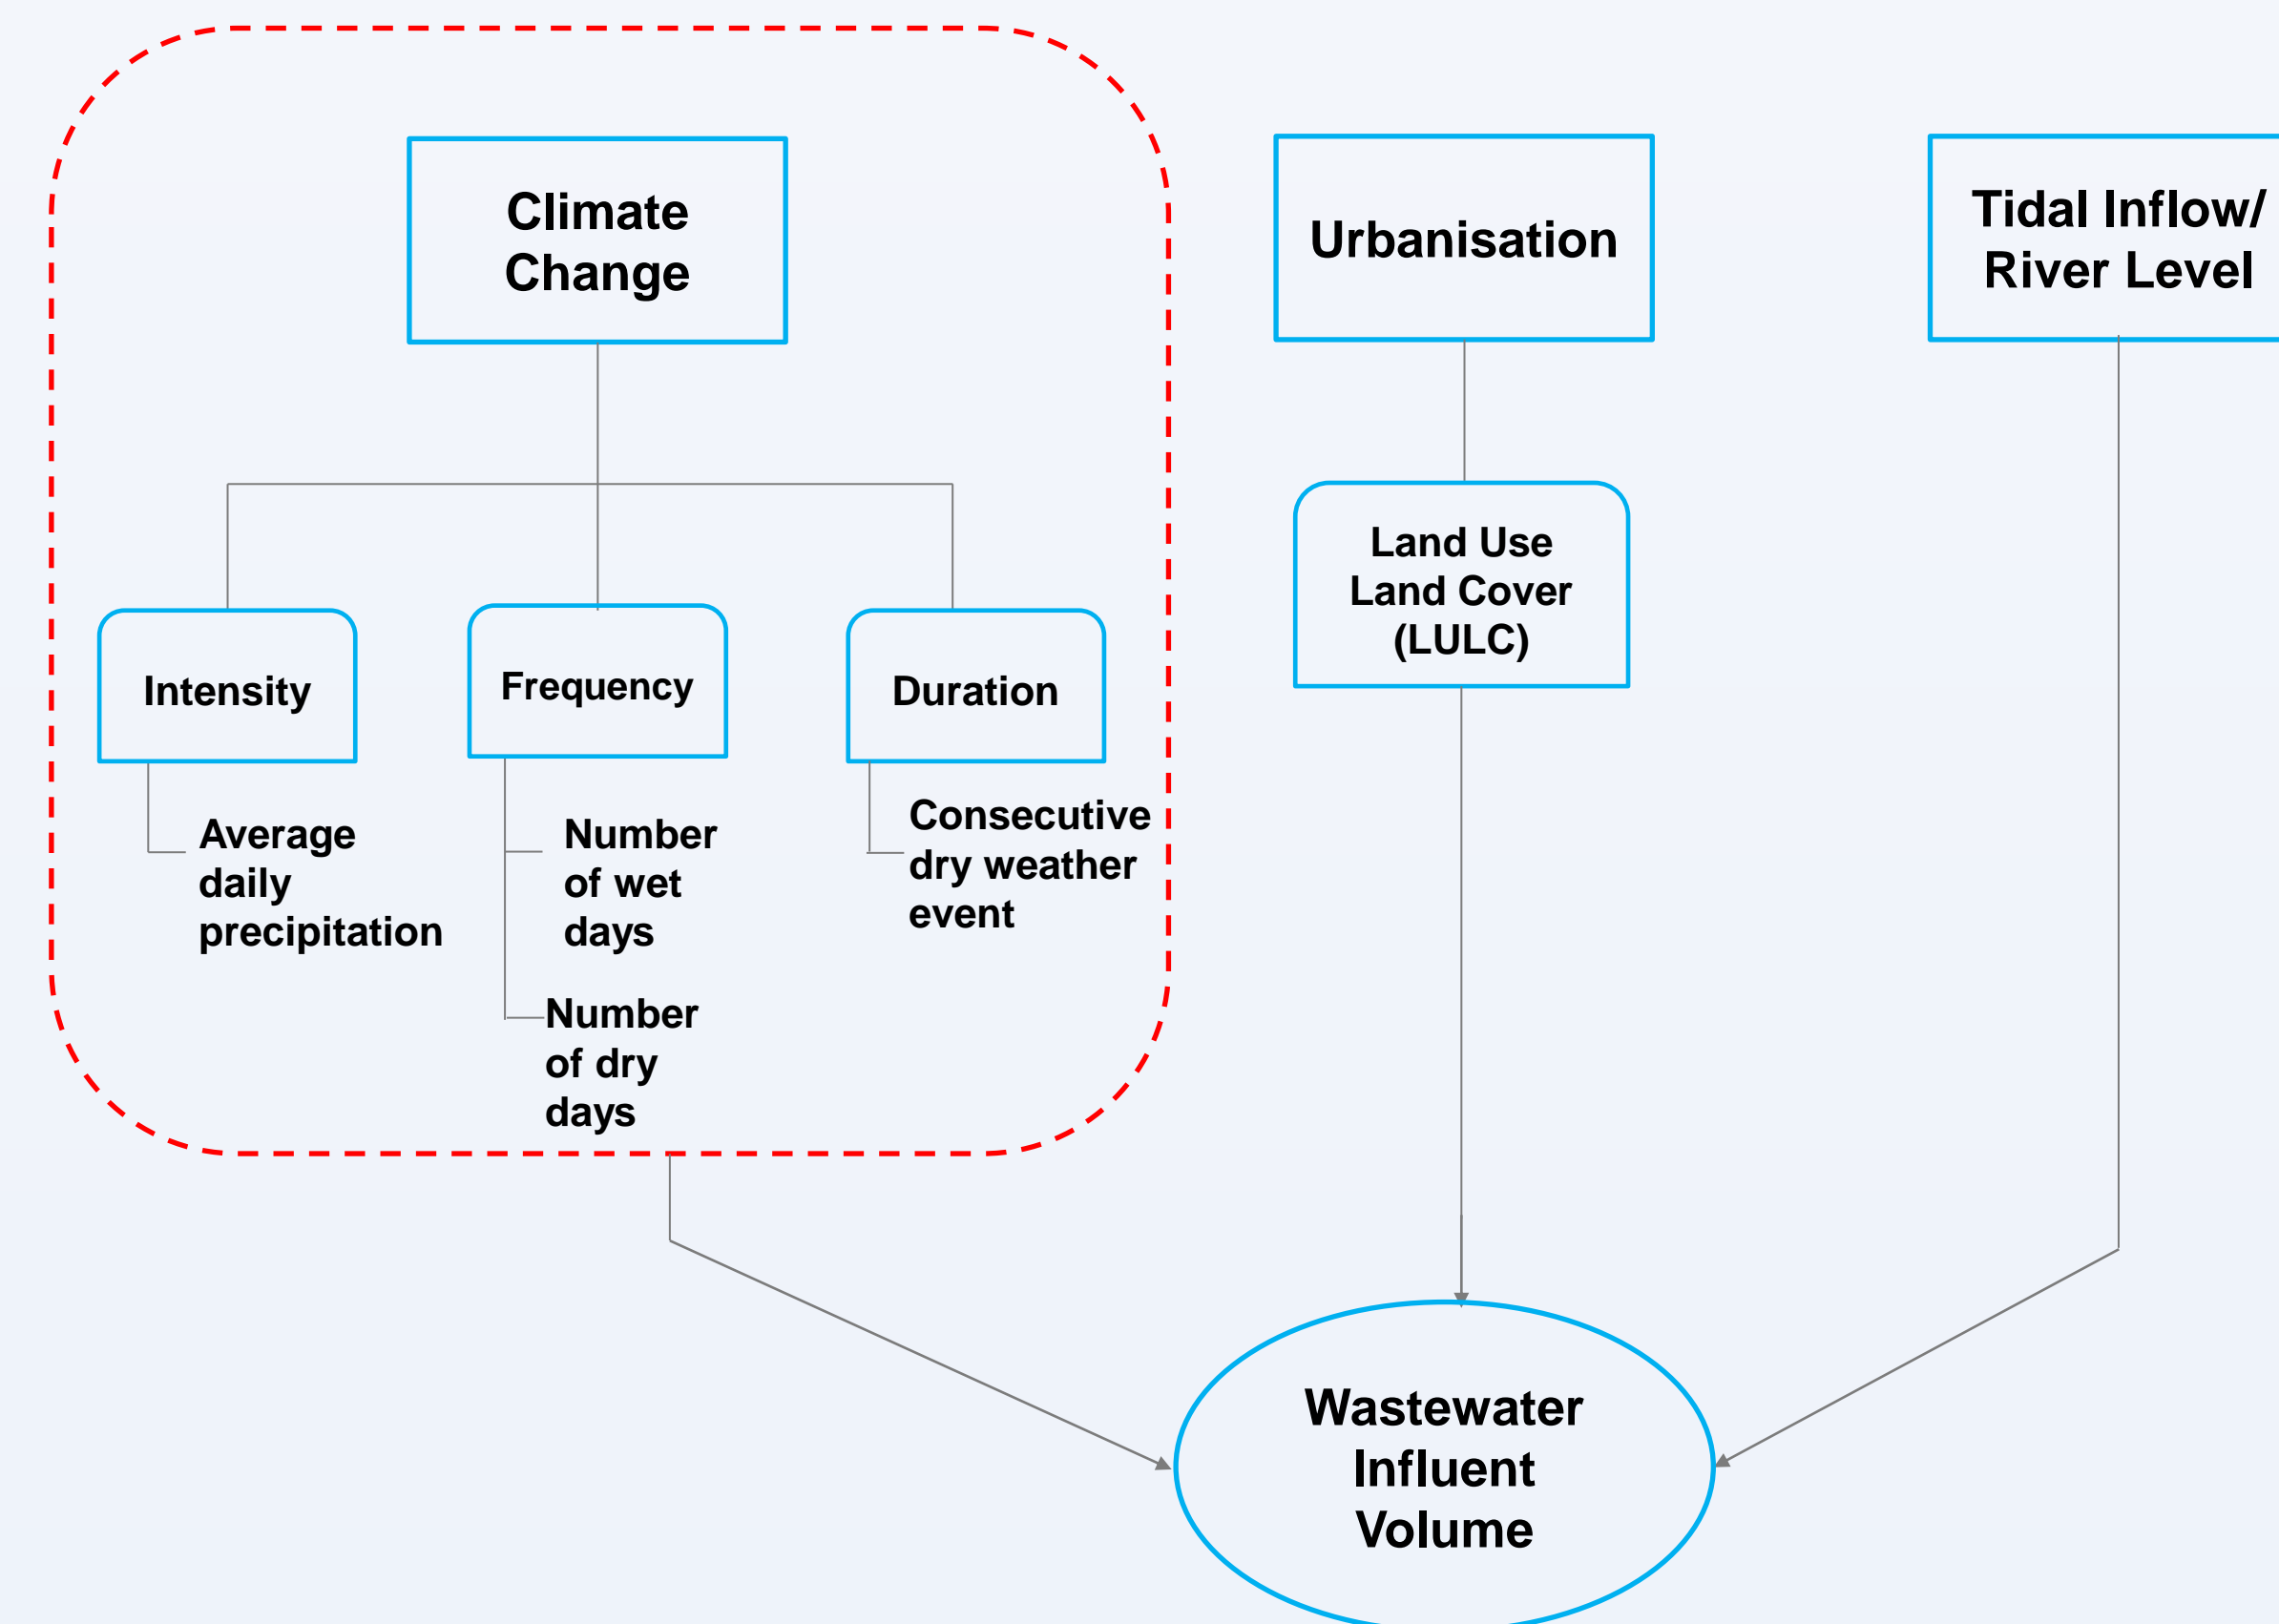 Climate
Change
Urbanisation
Tidal Inflow/
River Level
Land Use
Land Cover
(LULC)
Intensity
Frequency
Duration
Average
daily
precipitation
Number
of wet
days
Number
of dry
days
Consecutive
dry weather
event
Wastewater
Influent
Volume